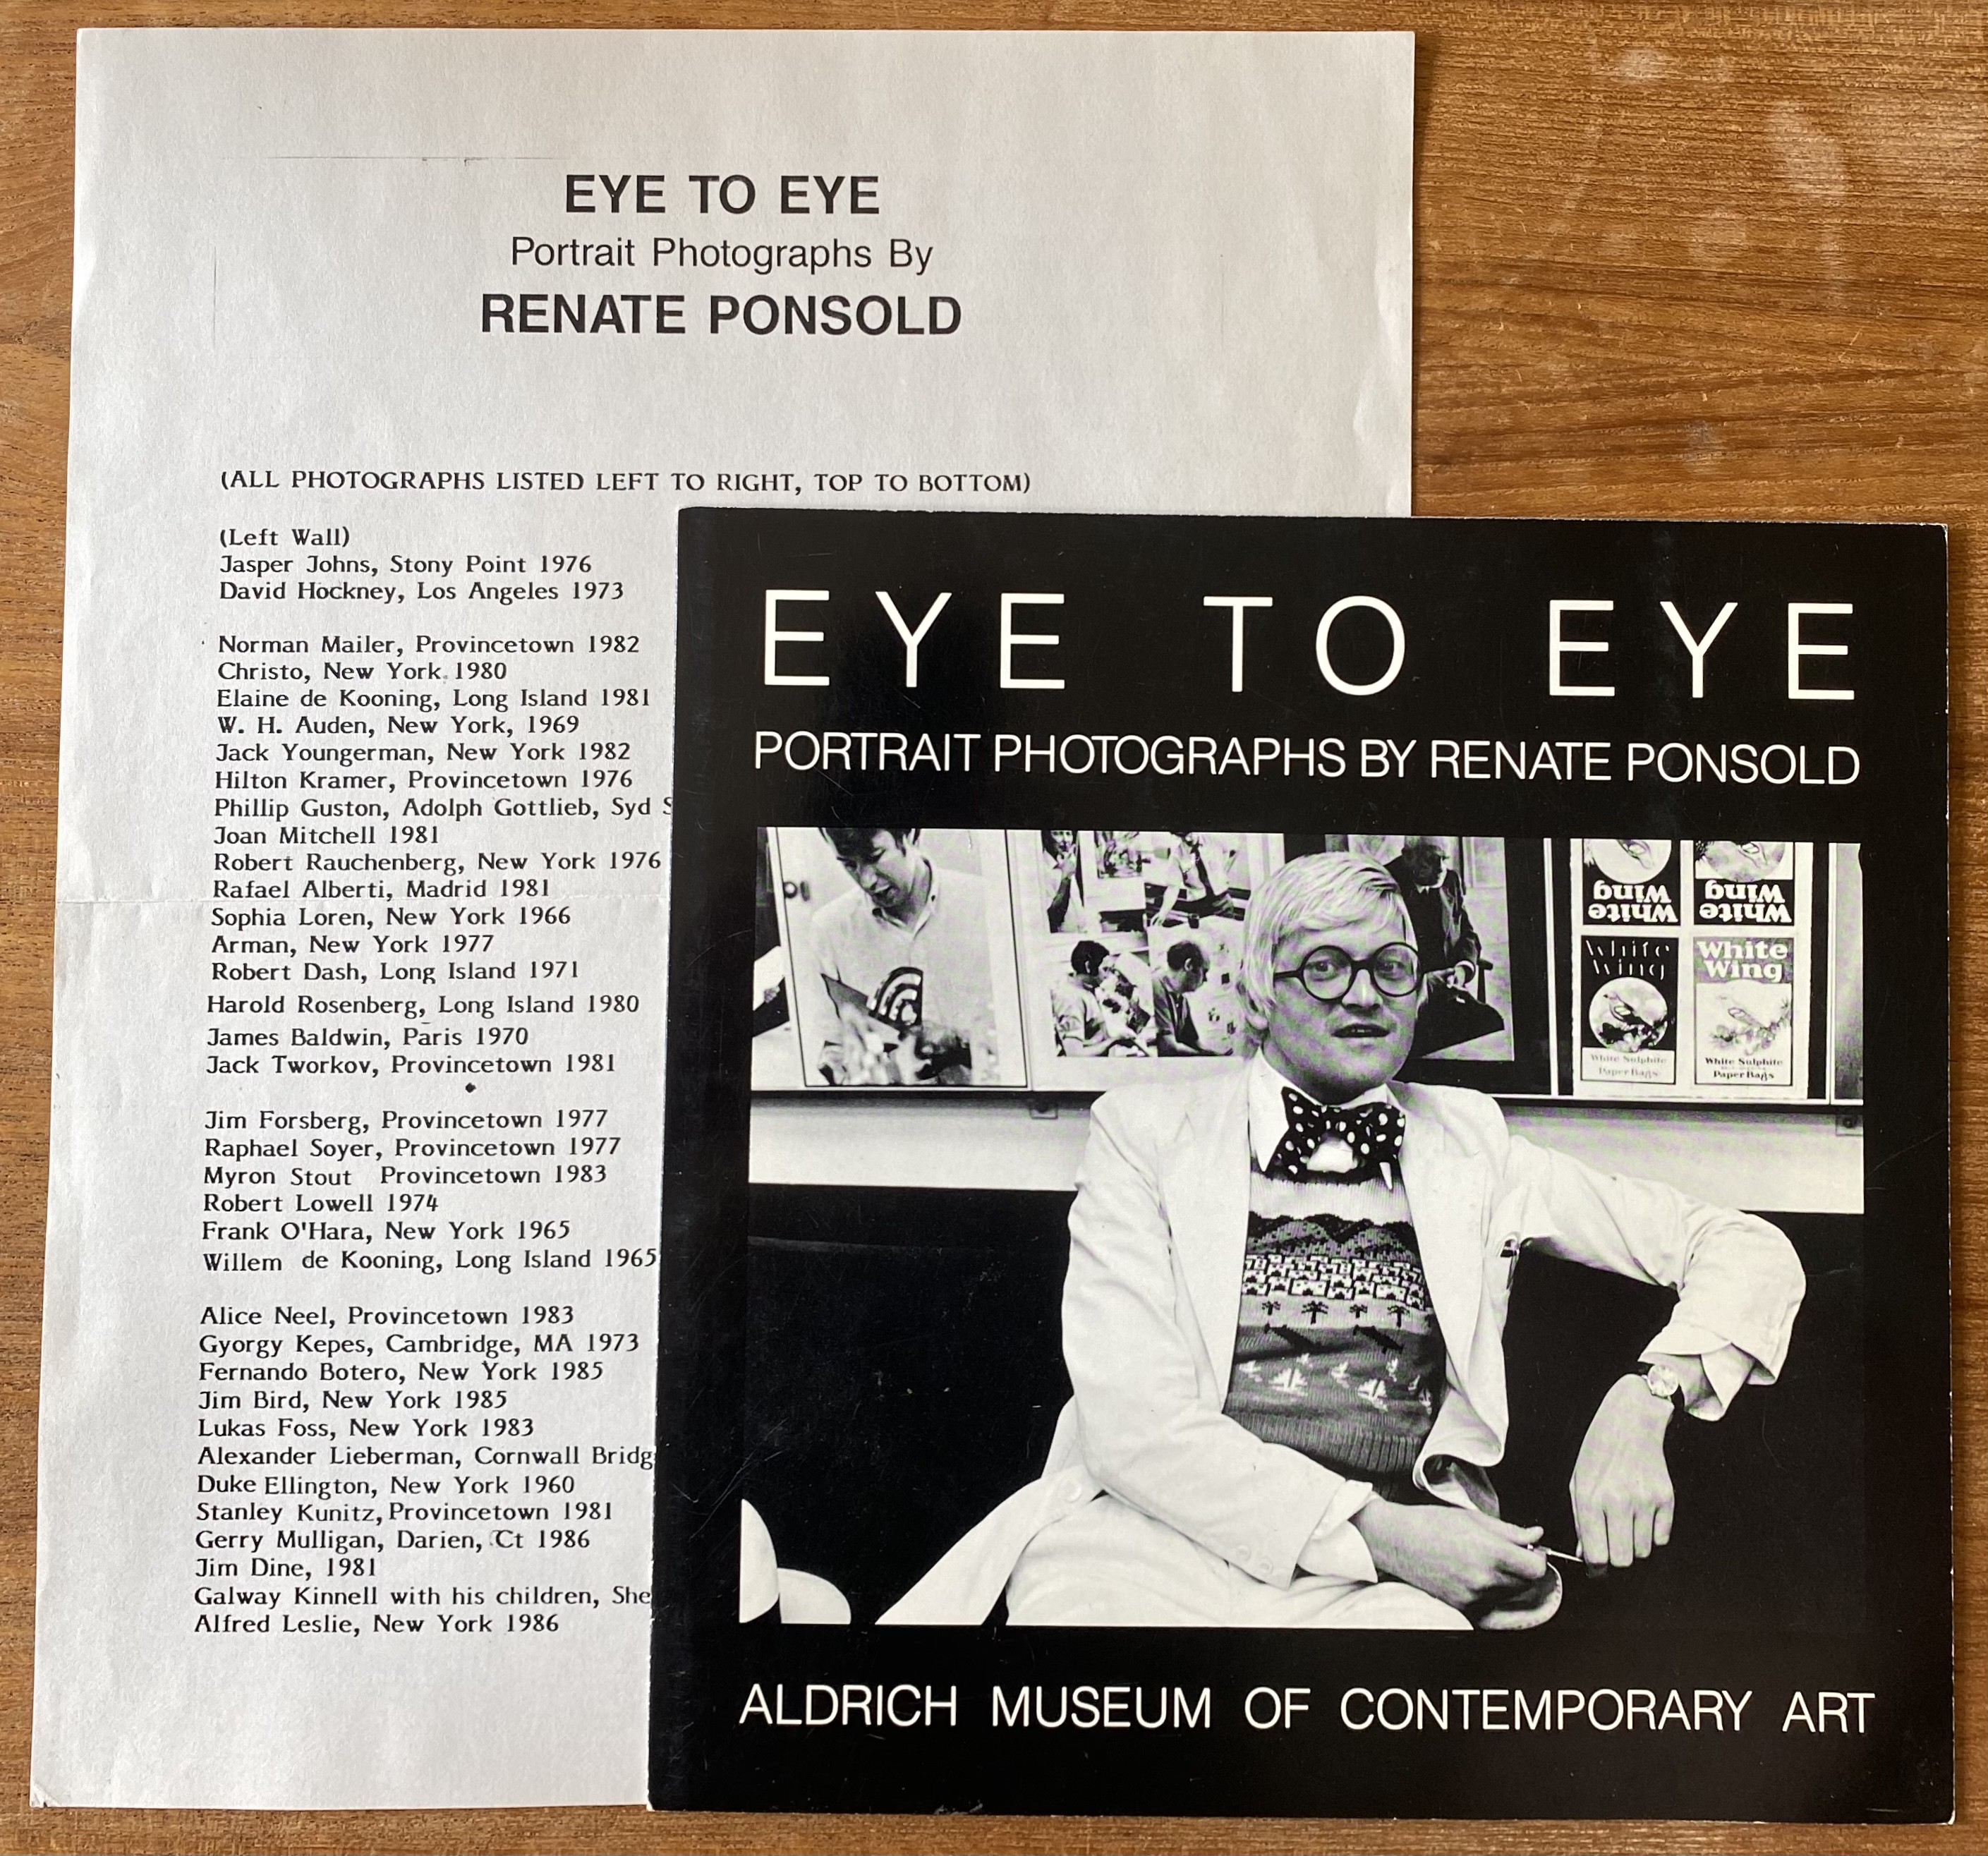 EYE TO EYE
Portrait Photographs By
RENATE PONSOLD
(ALL PHOTOGRAPHS LISTED LEFT TO RIGHT, TOP TO BOTTOM)
(Left Wall)
Jasper Johns, Stony Point 1976
David Hockney, Los Angeles 1973
Norman Mailer, Provincetown 1982
Christo, New York 1980
Elaine de Kooning, Long Island 1981
W. H. Auden, New York, 1969
Jack Youngerman, New York 1982
Hilton Kramer, Provincetown 1976
Phillip Guston, Adolph Gottlieb, Syd S
Joan Mitchell 1981
Robert Rauchenberg, New York 1976
Rafael Alberti, Madrid 1981
Sophia Loren, New York 1966
Arman, New York 1977
Robert Dash, Long Island 1971
Harold Rosenberg, Long Island 1980
James Baldwin, Paris 1970
Jack Tworkov, Provincetown 1981
Jim Forsberg, Provincetown 1977
Raphael Soyer, Provincetown 1977
Myron Stout Provincetown 1983
Robert Lowell 1974
Frank O'Hara, New York 1965
Willem de Kooning, Long Island 1965
Alice Neel, Provincetown 1983
Gyorgy Kepes, Cambridge, MA 1973
Fernando Botero, New York 1985
Jim Bird, New York 1985
Lukas Foss, New York 1983
Alexander Lieberman, Cornwall Bridg
Duke Ellington, New York 1960
Stanley Kunitz, Provincetown 1981
Gerry Mulligan, Darien, Ct 1986
Jim Dine, 1981
Galway Kinnell with his children, She
Alfred Leslie, New York 1986
EYE TO EYE
PORTRAIT PHOTOGRAPHS BY RENATE PONSOLD
White Wing
White Wing
White Wing
White Wing
White Sulphite
Paper Bags
White Sulphite
Paper Bags
ALDRICH MUSEUM OF CONTEMPORARY ART